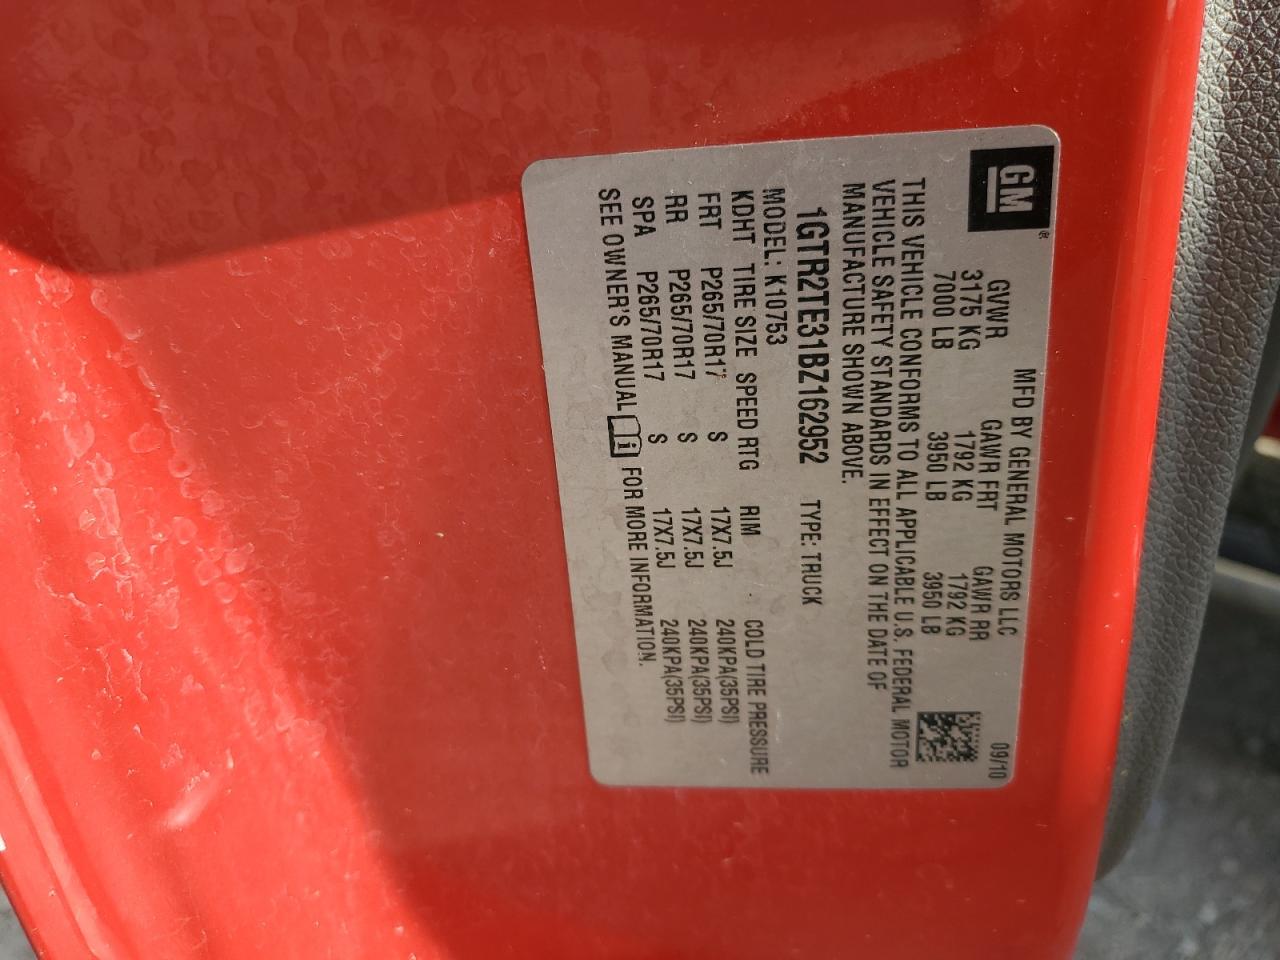 GM
MFD BY GENERAL MOTORS LLC 09/10
GVWR GAWR FRT GAWR RR
3175 KG 1792 KG 1792 KG
7000 LB 3950 LB 3950 LB
THIS VEHICLE CONFORMS TO ALL APPLICABLE U.S. FEDERAL MOTOR
VEHICLE SAFETY STANDARDS IN EFFECT ON THE DATE OF
MANUFACTURE SHOWN ABOVE.
1GTR2TE31BZ162952 TYPE: TRUCK
MODEL: K10753
KDHT TIRE SIZE SPEED RTG RIM COLD TIRE PRESSURE
FRT P265/70R17 S 17X7.5J 240KPA(35PSI)
RR P265/70R17 S 17X7.5J 240KPA(35PSI)
SPA P265/70R17 S 17X7.5J 240KPA(35PSI)
SEE OWNER'S MANUAL i FOR MORE INFORMATION.